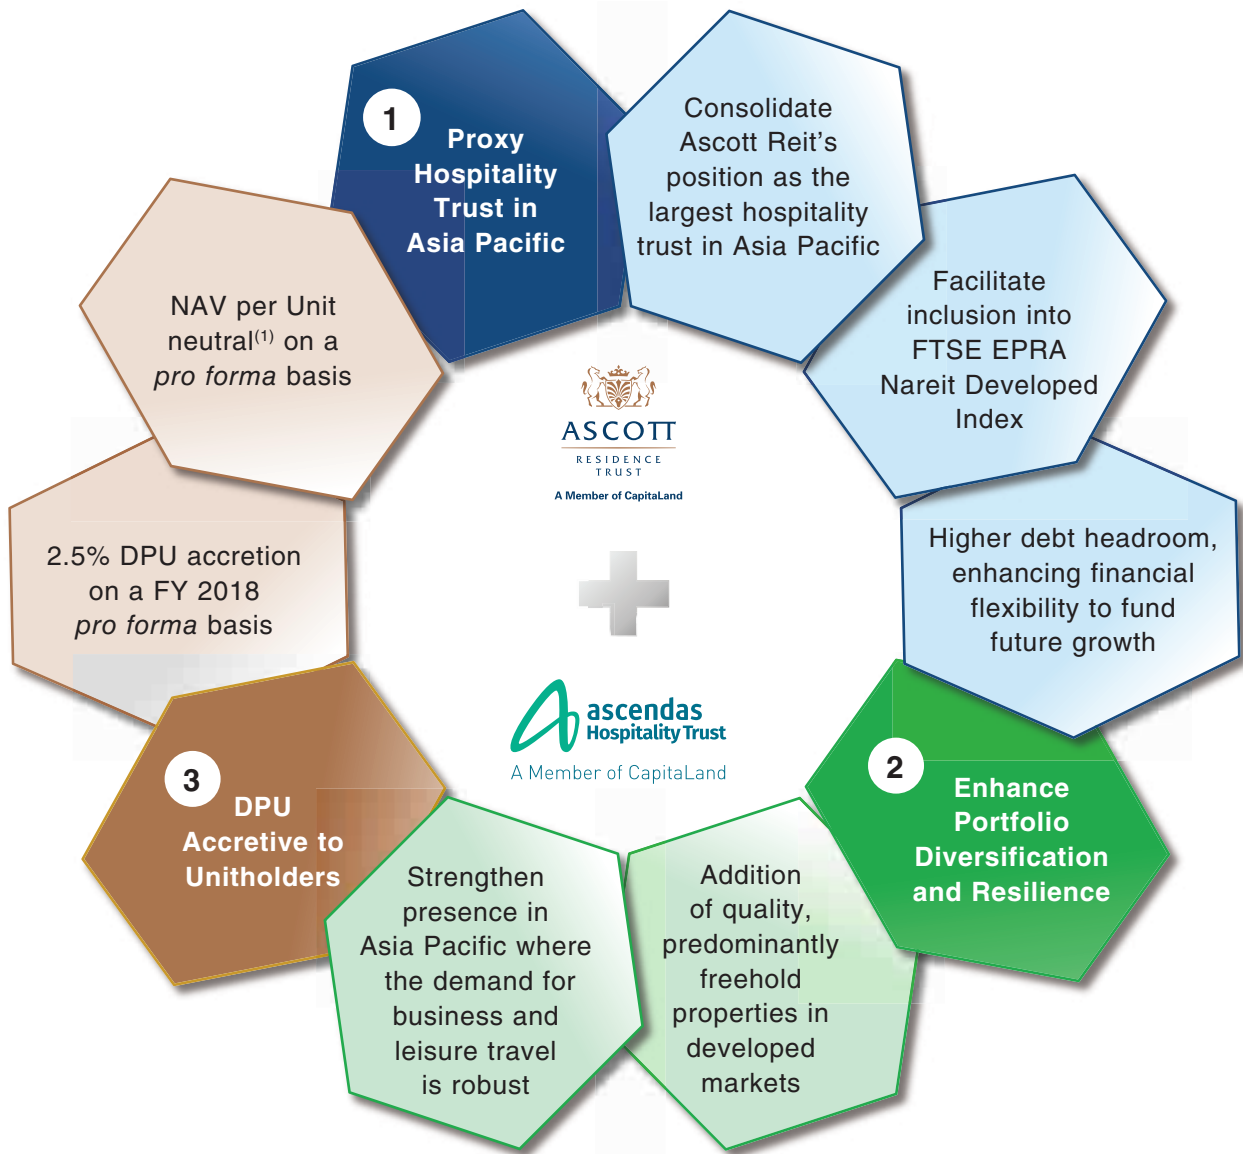 1
Proxy
Hospitality
Trust in
Asia Pacific
Consolidate
Ascott Reit’s
position as the
largest hospitality
trust in Asia Pacific
Facilitate
inclusion into
FTSE EPRA
Nareit Developed
Index
Higher debt headroom,
enhancing financial
flexibility to fund
future growth
2
Enhance
Portfolio
Diversification
and Resilience
Addition
of quality,
predominantly
freehold
properties in
developed
markets
Strengthen
presence in
Asia Pacific where
the demand for
business and
leisure travel
is robust
3
DPU
Accretive to
Unitholders
2.5% DPU accretion
on a FY 2018
pro forma basis
NAV per Unit
neutral(1) on a
pro forma basis
ASCOTT
RESIDENCE
TRUST
A Member of CapitaLand
ascendas
Hospitality Trust
A Member of CapitaLand